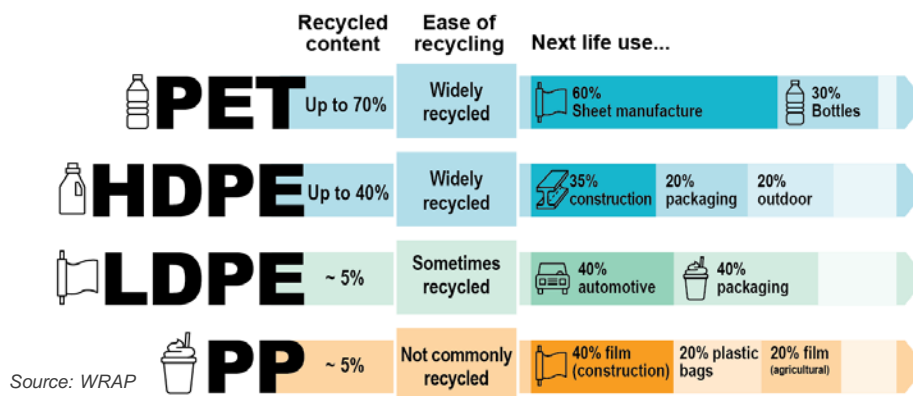 Recycled content
Ease of recycling
Next life use...
PET
Up to 70%
Widely
recycled
60%
Sheet manufacture
30%
Bottles
HDPE
Up to 40%
Widely
recycled
35%
construction
20%
packaging
20%
outdoor
LDPE
~ 5%
Sometimes
recycled
40%
automotive
40%
packaging
PP
~ 5%
Not commonly
recycled
40% film
(construction)
20% plastic
bags
20% film
(agricultural)
Source: WRAP